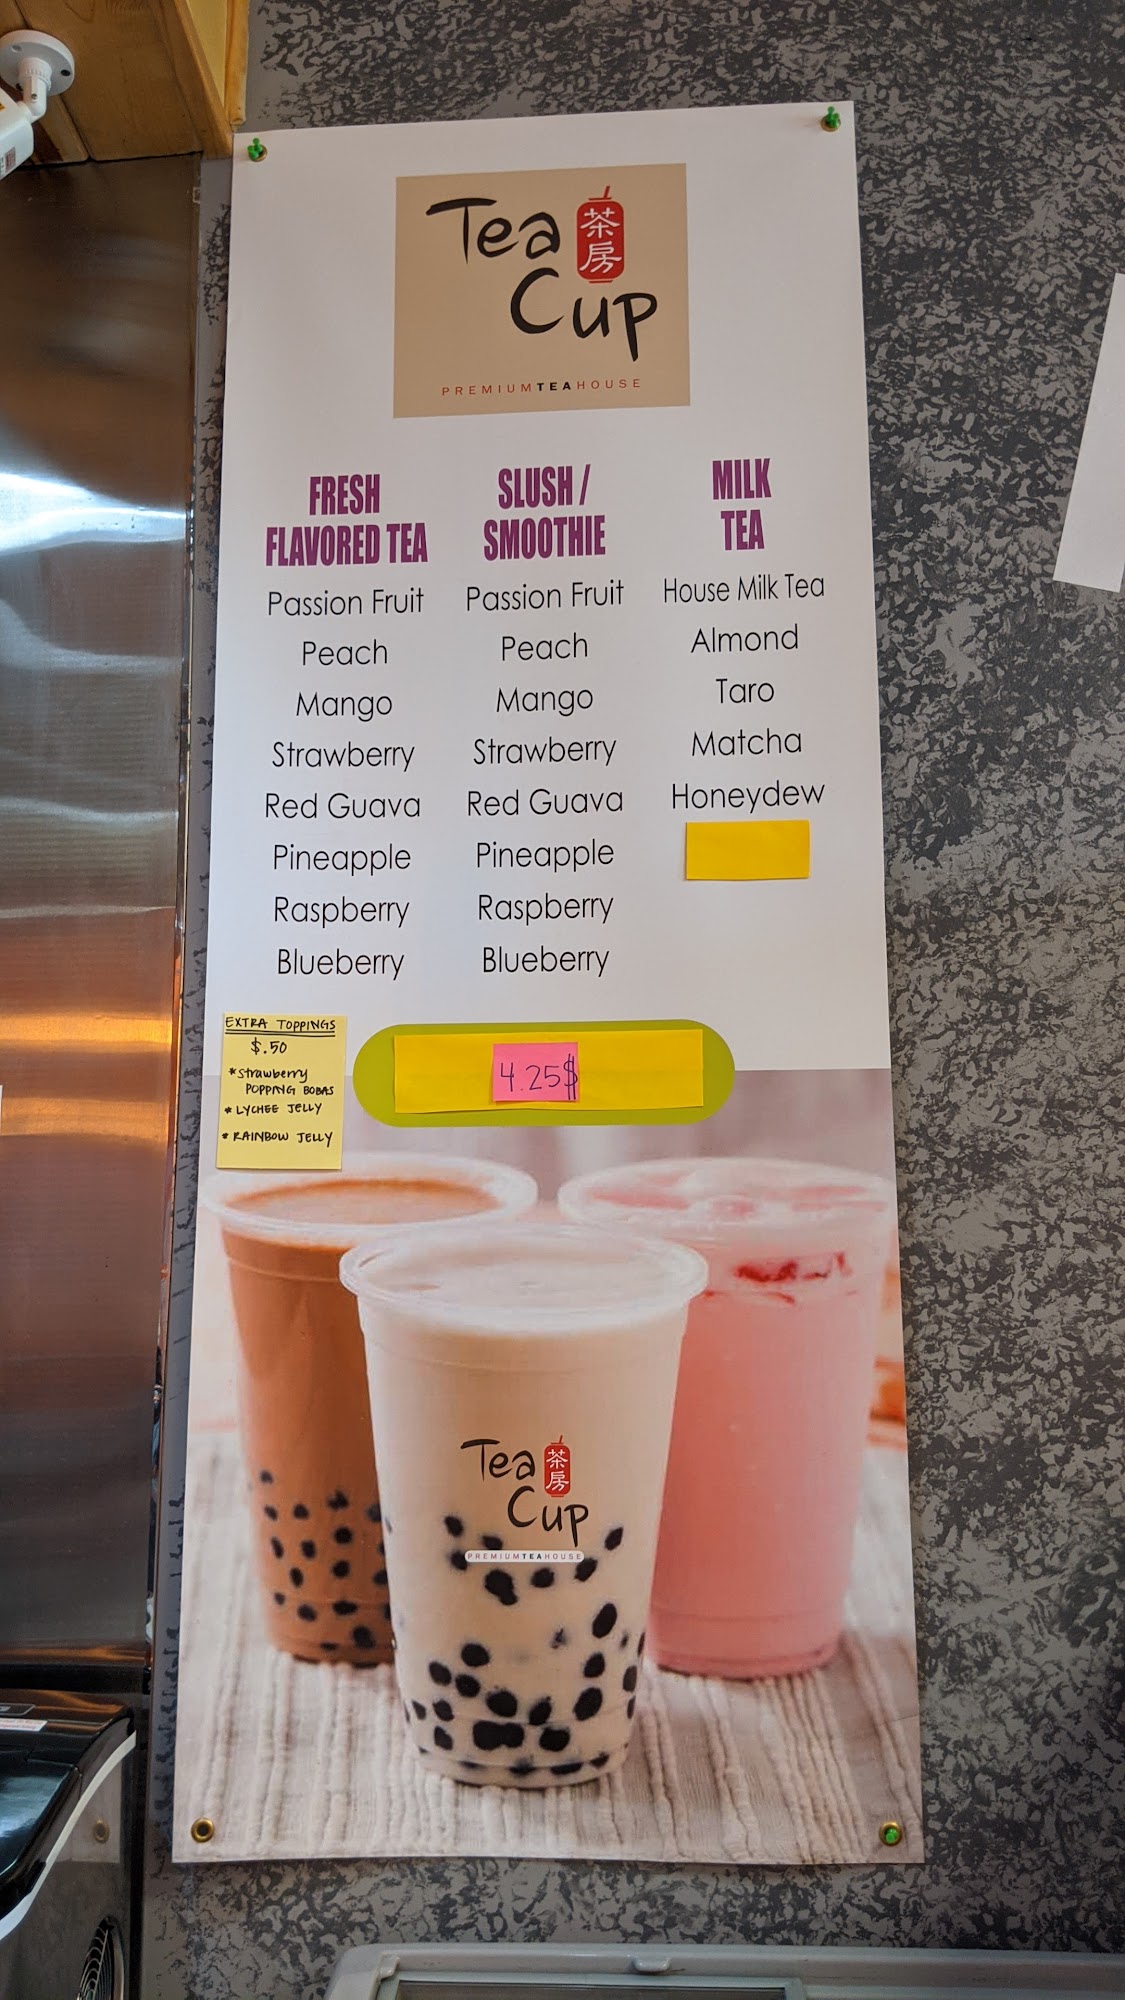 Tea
茶房
Cup
PREMIUMTEAHOUSE
FRESH
FLAVORED TEA
Passion Fruit
Peach
Mango
Strawberry
Red Guava
Pineapple
Raspberry
Blueberry
SLUSH /
SMOOTHIE
Passion Fruit
Peach
Mango
Strawberry
Red Guava
Pineapple
Raspberry
Blueberry
MILK
TEA
House Milk Tea
Almond
Taro
Matcha
Honeydew
EXTRA TOPPINGS
$.50
*Strawberry
POPPING BOBAS
* LYCHEE JELLY
* RAINBOW JELLY
4.25$
Tea
茶房
Cup
PREMIUMTEAHOUSE